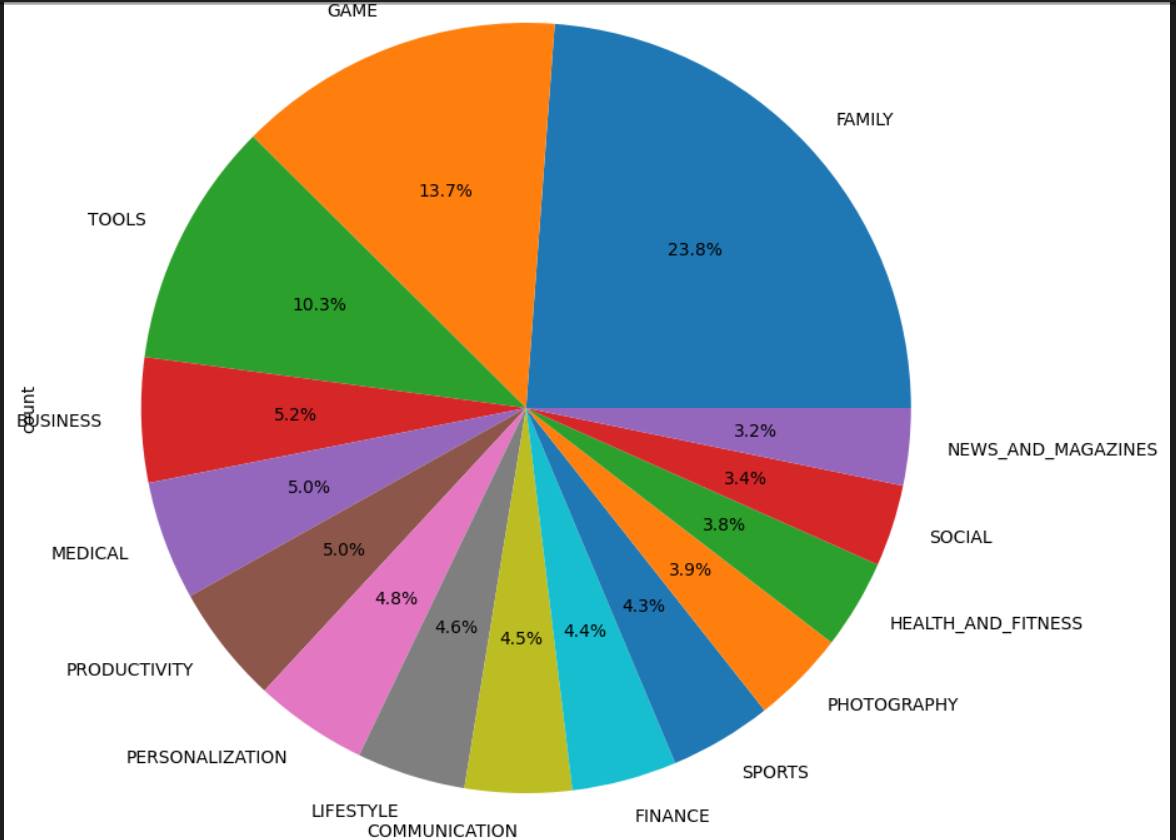 GAME
FAMILY
13.7%
23.8%
TOOLS
10.3%
count
BUSINESS
5.2%
3.2%
NEWS_AND_MAGAZINES
5.0%
3.4%
MEDICAL
SOCIAL
5.0%
3.8%
PRODUCTIVITY
HEALTH_AND_FITNESS
4.8%
3.9%
PERSONALIZATION
PHOTOGRAPHY
4.6%
4.3%
LIFESTYLE
SPORTS
4.5%
4.4%
COMMUNICATION
FINANCE